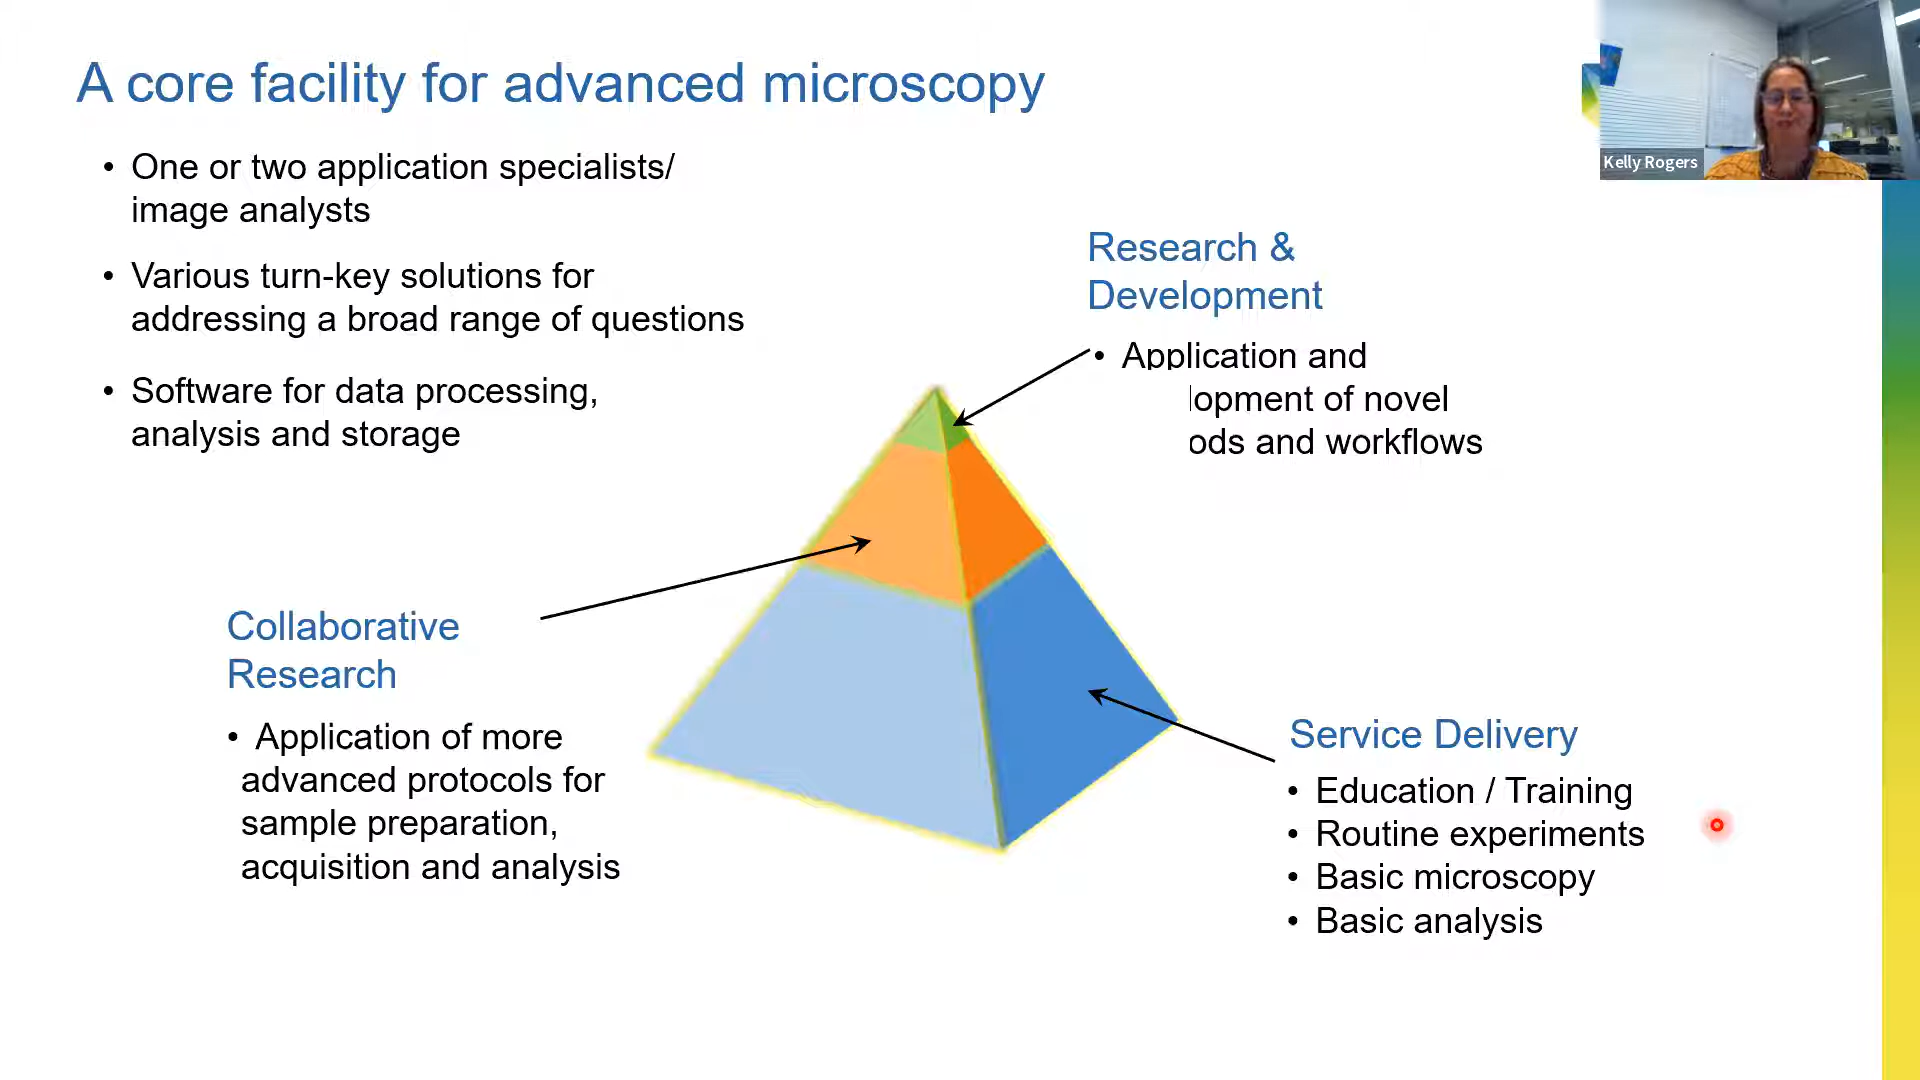 A core facility for advanced microscopy
• One or two application specialists/
image analysts
• Various turn-key solutions for
addressing a broad range of questions
• Software for data processing,
analysis and storage
Kelly Rogers
Research &
Development
• Application and
lopment of novel
ods and workflows
Collaborative
Research
• Application of more
advanced protocols for
sample preparation,
acquisition and analysis
Service Delivery
• Education / Training
• Routine experiments
• Basic microscopy
• Basic analysis